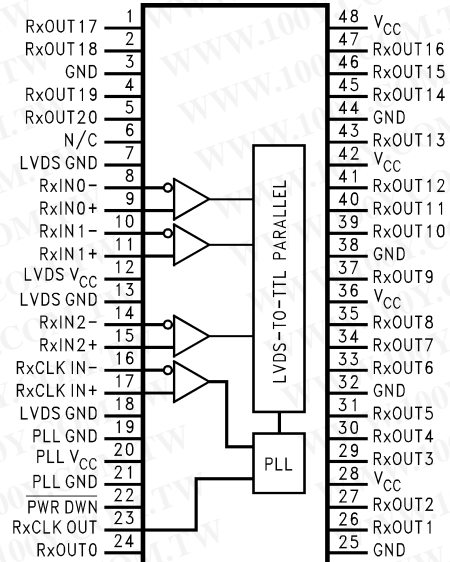 1 RxOUT17
2 RxOUT18
3 GND
4 RxOUT19
5 RxOUT20
6 N/C
7 LVDS GND
8 RxIN0-
9 RxIN0+
10 RxIN1-
11 RxIN1+
12 LVDS VCC
13 LVDS GND
14 RxIN2-
15 RxIN2+
16 RxCLK IN-
17 RxCLK IN+
18 LVDS GND
19 PLL GND
20 PLL VCC
21 PLL GND
22 PWR DWN
23 RxCLK OUT
24 RxOUT0
LVDS-TO-TTL PARALLEL
PLL
48 VCC
47 RxOUT16
46 RxOUT15
45 RxOUT14
44 GND
43 RxOUT13
42 VCC
41 RxOUT12
40 RxOUT11
39 RxOUT10
38 GND
37 RxOUT9
36 VCC
35 RxOUT8
34 RxOUT7
33 RxOUT6
32 GND
31 RxOUT5
30 RxOUT4
29 RxOUT3
28 VCC
27 RxOUT2
26 RxOUT1
25 GND